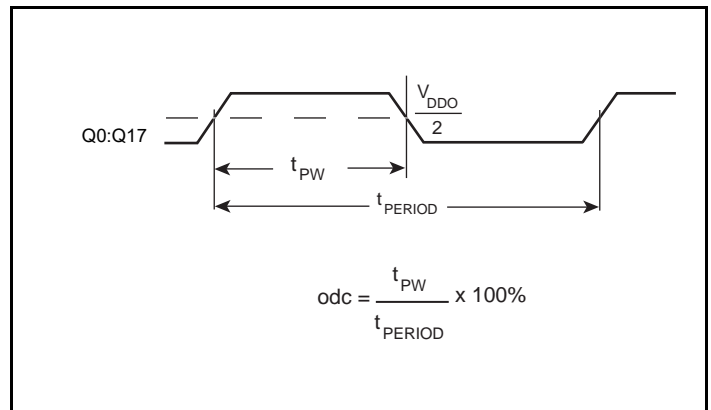 V_DDO
2
Q0:Q17
t_PW
t_PERIOD
t_PW
odc = x 100%
t_PERIOD